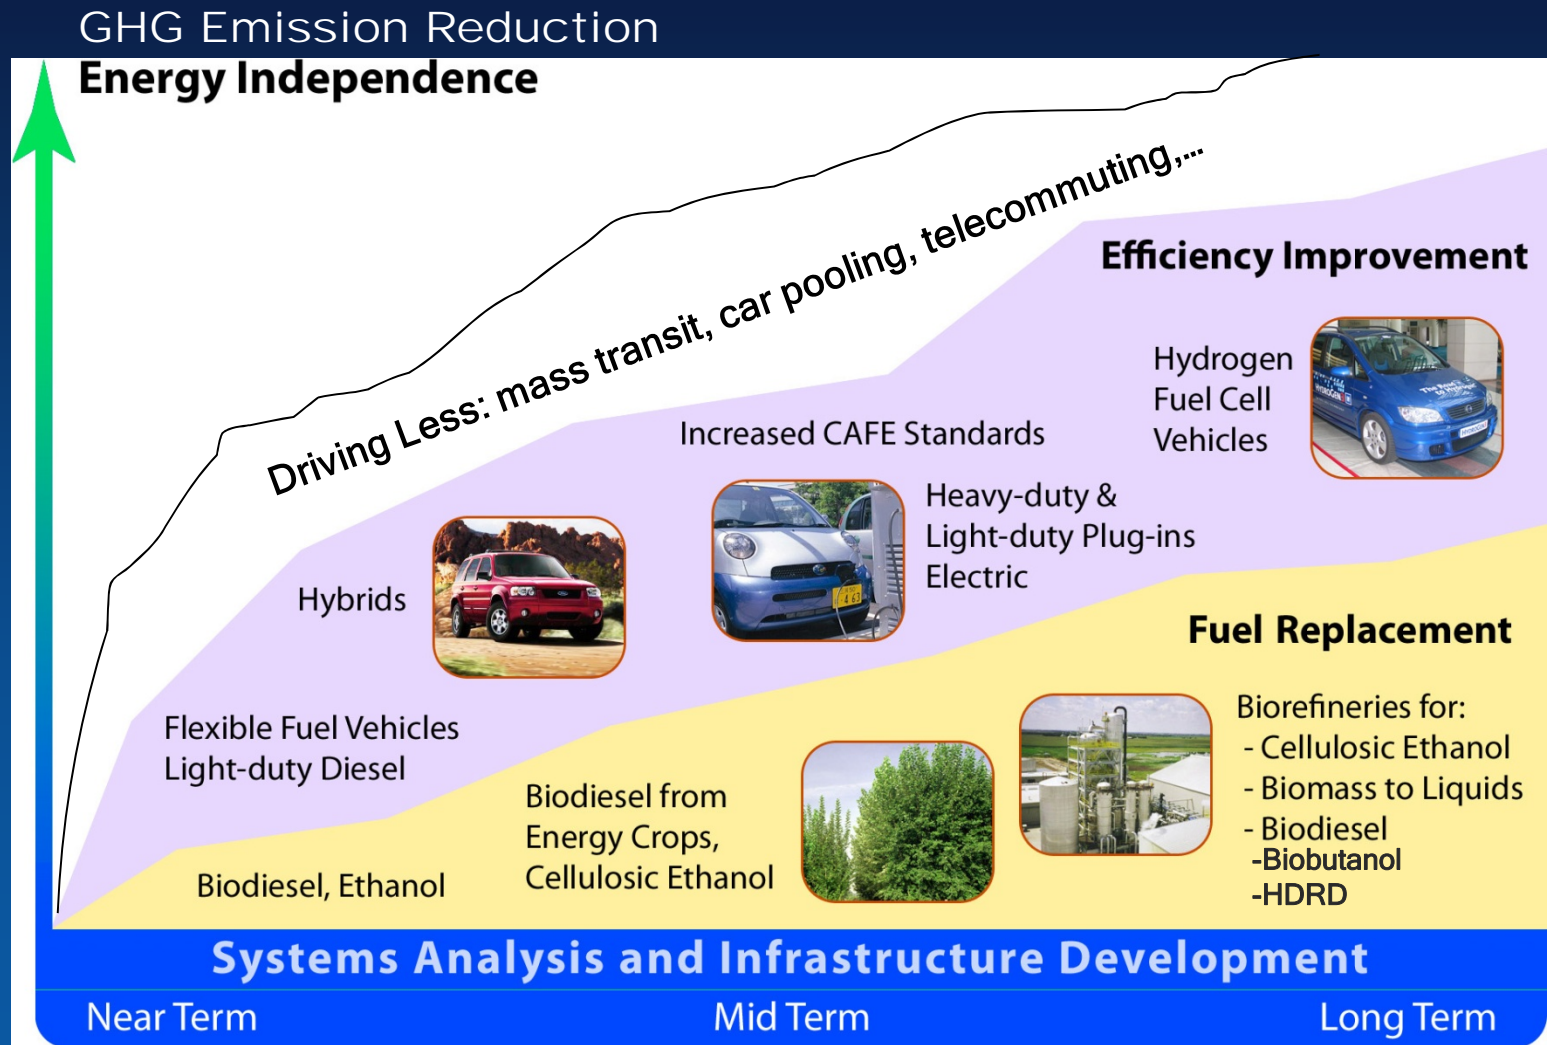 GHG Emission Reduction
Energy Independence
Driving Less: mass transit, car pooling, telecommuting,...
Efficiency Improvement
Hydrogen
Fuel Cell
Vehicles
Increased CAFE Standards
Heavy-duty &
Light-duty Plug-ins
Electric
Hybrids
Flexible Fuel Vehicles
Light-duty Diesel
Fuel Replacement
Biorefineries for:
- Cellulosic Ethanol
- Biomass to Liquids
- Biodiesel
-Biobutanol
-HDRD
Biodiesel from
Energy Crops,
Cellulosic Ethanol
Biodiesel, Ethanol
Systems Analysis and Infrastructure Development
Near Term
Mid Term
Long Term